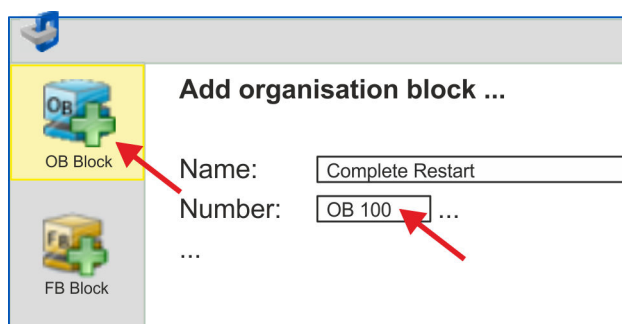 Add organisation block ...
OB
OB Block
Name: Complete Restart
Number: OB 100 ...
...
FB
FB Block